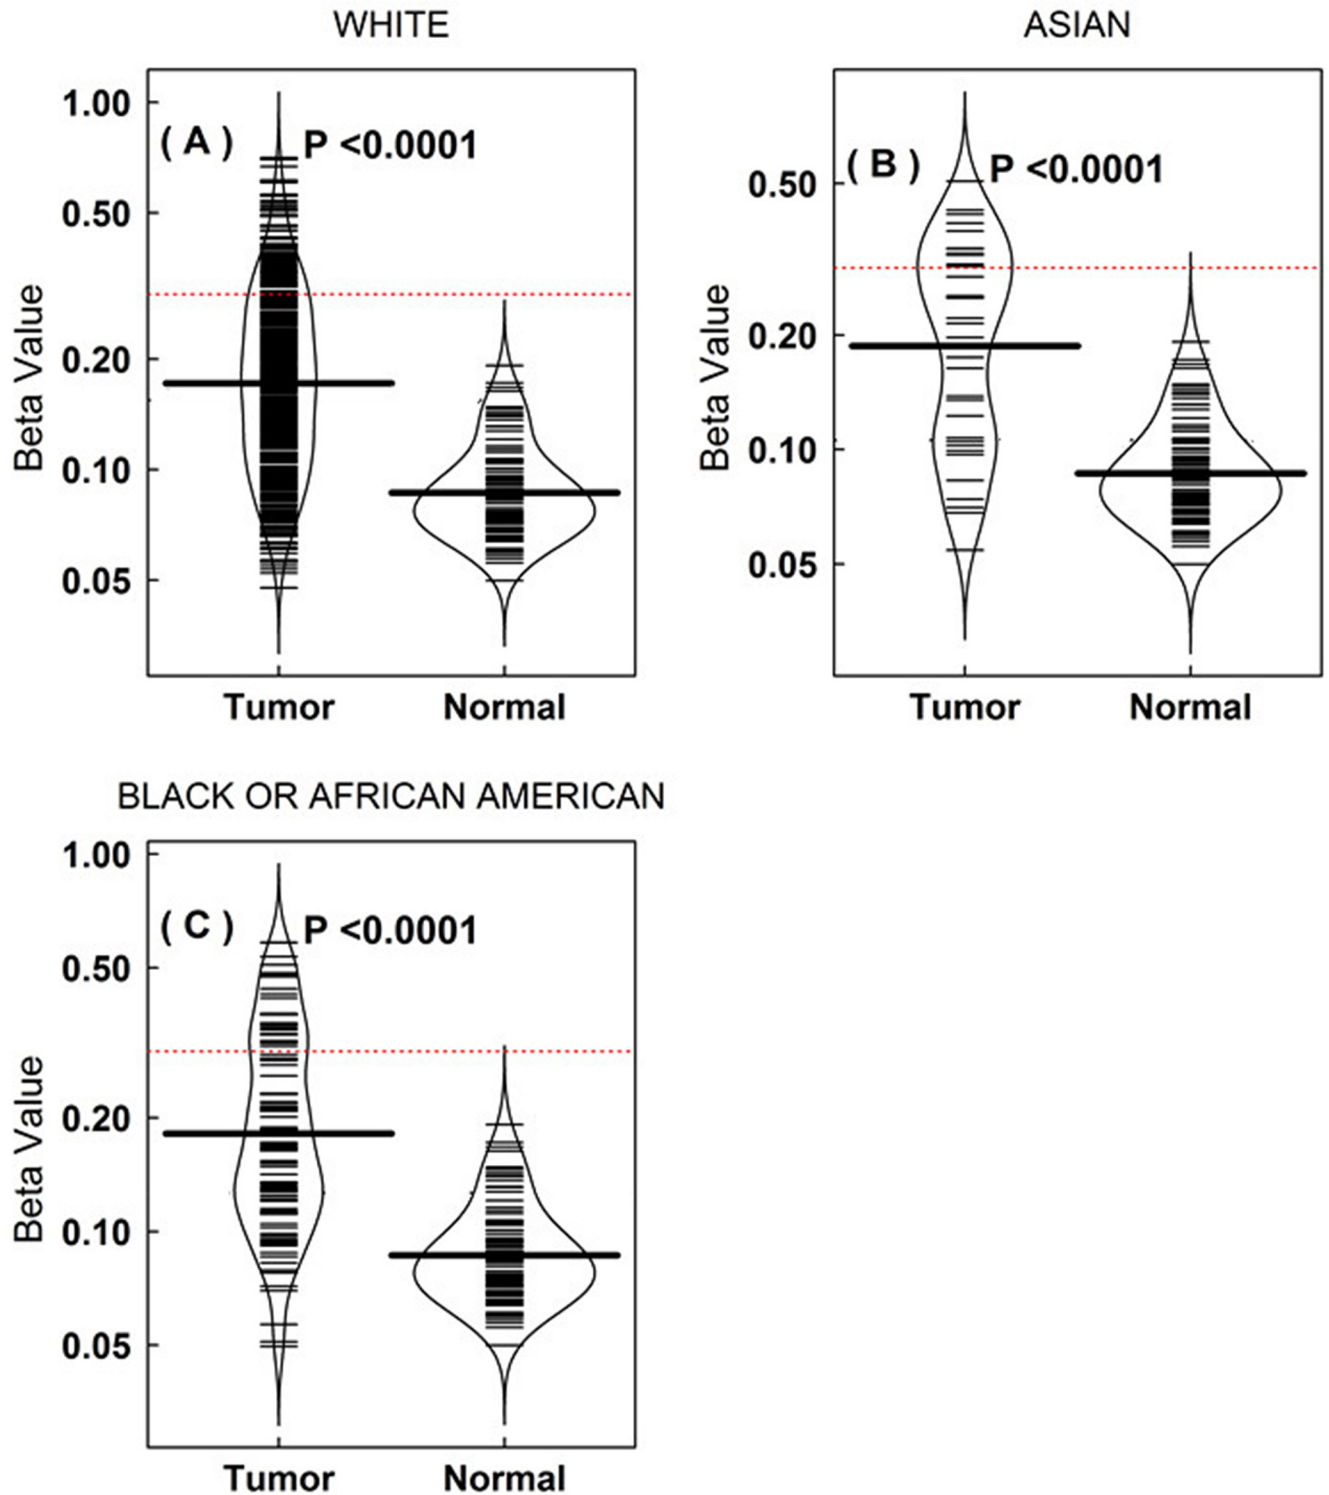 WHITE
1.00
( A ) P <0.0001
0.50
0.20
0.10
0.05
Beta Value
Tumor Normal
ASIAN
( B ) P <0.0001
0.50
0.20
0.10
0.05
Beta Value
Tumor Normal
BLACK OR AFRICAN AMERICAN
1.00
( C ) P <0.0001
0.50
0.20
0.10
0.05
Beta Value
Tumor Normal